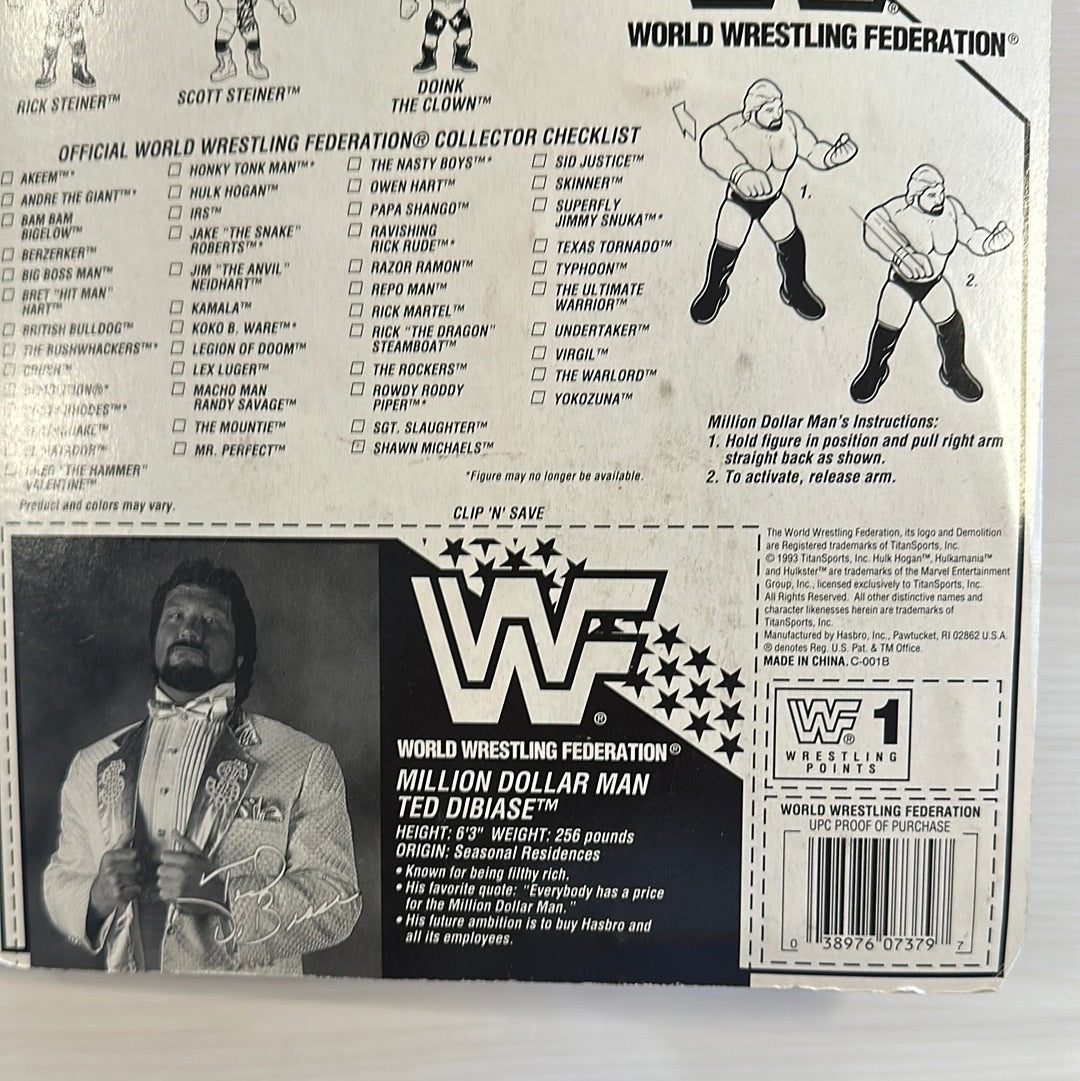 WORLD WRESTLING FEDERATION®
RICK STEINER™
SCOTT STEINER™
DOINK
THE CLOWN™
OFFICIAL WORLD WRESTLING FEDERATION® COLLECTOR CHECKLIST
AKEEM™*
ANDRE THE GIANT™*
BAM BAM
BIGELOW™
BERZERKER™
BIG BOSS MAN™
BRET "HIT MAN"
HART™
BRITISH BULLDOG™
THE BUSHWHACKERS™*
CRUSH™
RHODES™*
EL MATADOR™
GREG "THE HAMMER"
VALENTINE™
HONKY TONK MAN™*
HULK HOGAN™
IRS™
JAKE "THE SNAKE"
ROBERTS™*
JIM "THE ANVIL"
NEIDHART™
KAMALA™
KOKO B. WARE™*
LEGION OF DOOM™
LEX LUGER™
MACHO MAN
RANDY SAVAGE™
THE MOUNTIE™
MR. PERFECT™
THE NASTY BOYS™*
OWEN HART™
PAPA SHANGO™
RAVISHING
RICK RUDE™*
RAZOR RAMON™
REPO MAN™
RICK MARTEL™
RICK "THE DRAGON"
STEAMBOAT™
THE ROCKERS™
ROWDY RODDY
PIPER™*
SGT. SLAUGHTER™
SHAWN MICHAELS™
SID JUSTICE™
SKINNER™
SUPERFLY
JIMMY SNUKA™*
TEXAS TORNADO™
TYPHOON™
THE ULTIMATE
WARRIOR™
UNDERTAKER™
VIRGIL™
THE WARLORD™
YOKOZUNA™
*Figure may no longer be available.
Product and colors may vary.
1.
2.
Million Dollar Man's Instructions:
1. Hold figure in position and pull right arm
straight back as shown.
2. To activate, release arm.
CLIP 'N' SAVE
WF®
WORLD WRESTLING FEDERATION®
MILLION DOLLAR MAN
TED DIBIASE™
HEIGHT: 6'3" WEIGHT: 256 pounds
ORIGIN: Seasonal Residences
• Known for being filthy rich.
• His favorite quote: "Everybody has a price
for the Million Dollar Man."
• His future ambition is to buy Hasbro and
all its employees.
The World Wrestling Federation, its logo and Demolition
are Registered trademarks of TitanSports, Inc.
© 1993 TitanSports, Inc. Hulk Hogan™, Hulkamania™
and Hulkster™ are trademarks of the Marvel Entertainment
Group, Inc., licensed exclusively to TitanSports, Inc.
All Rights Reserved. All other distinctive names and
character likenesses herein are trademarks of
TitanSports, Inc.
Manufactured by Hasbro, Inc., Pawtucket, RI 02862 U.S.A.
® denotes Reg. U.S. Pat. & TM Office.
MADE IN CHINA. C-001B
WF® 1
WRESTLING
POINTS
WORLD WRESTLING FEDERATION
UPC PROOF OF PURCHASE
0 38976 07379 7